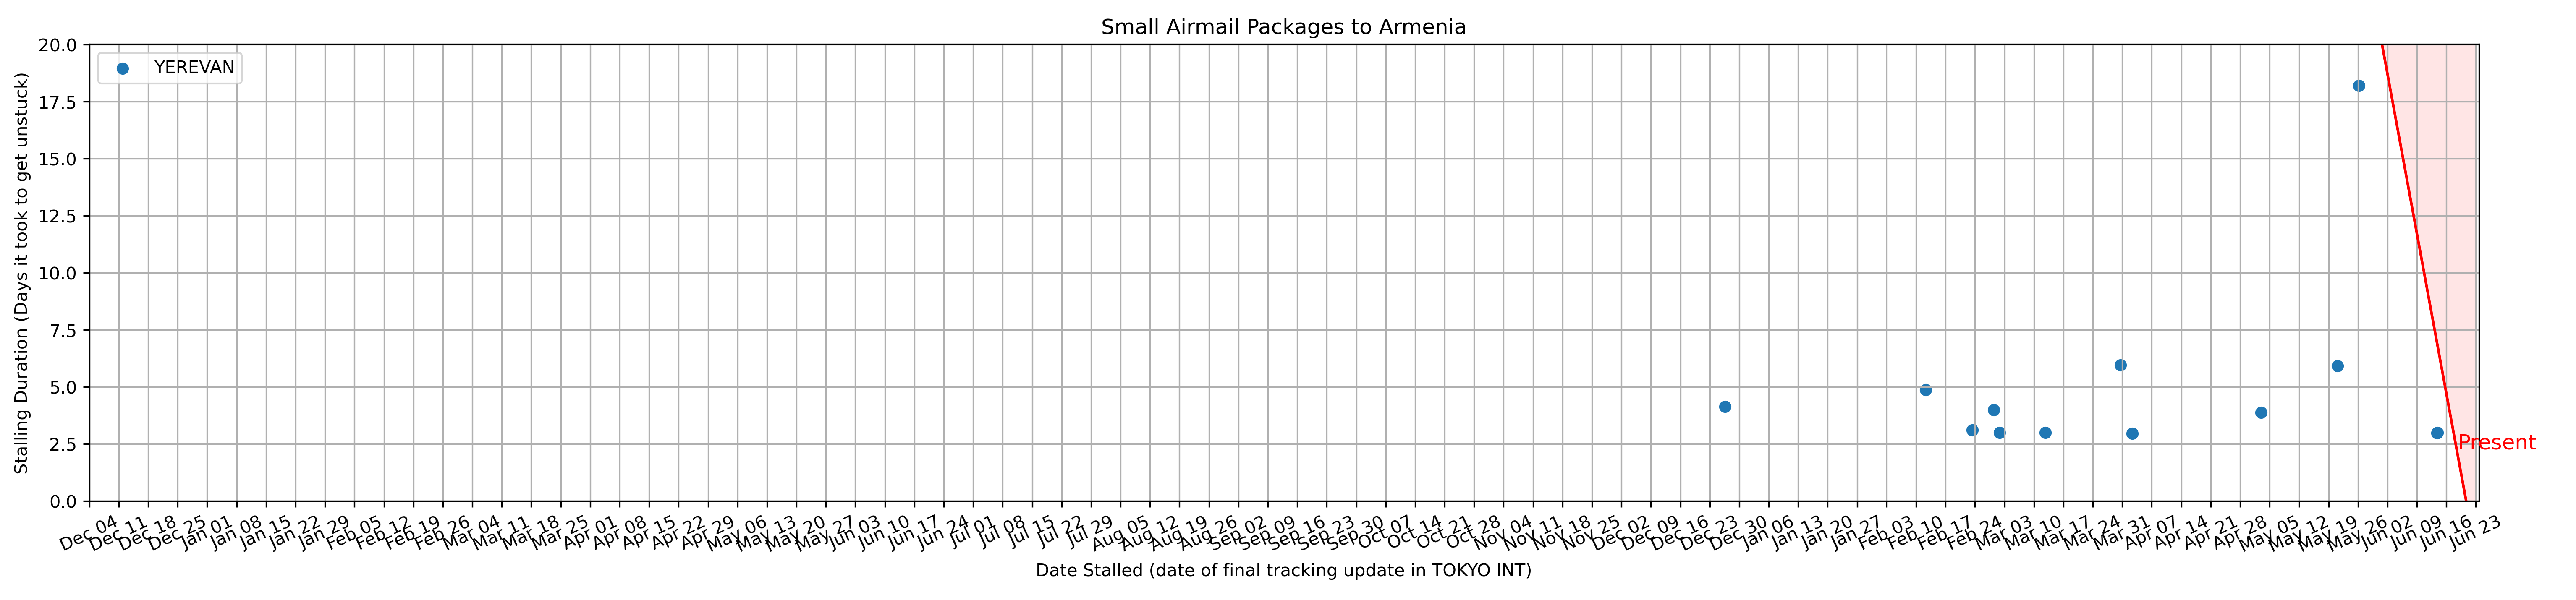 Small Airmail Packages to Armenia
Stalling Duration (Days it took to get unstuck)
20.0
17.5
15.0
12.5
10.0
7.5
5.0
2.5
0.0
YEREVAN
Present
Dec 04
Dec 11
Dec 18
Dec 25
Jan 01
Jan 08
Jan 15
Jan 22
Jan 29
Feb 05
Feb 12
Feb 19
Feb 26
Mar 04
Mar 11
Mar 18
Mar 25
Apr 01
Apr 08
Apr 15
Apr 22
Apr 29
May 06
May 13
May 20
May 27
Jun 03
Jun 10
Jun 17
Jun 24
Jul 01
Jul 08
Jul 15
Jul 22
Jul 29
Aug 05
Aug 12
Aug 19
Aug 26
Sep 02
Sep 09
Sep 16
Sep 23
Sep 30
Oct 07
Oct 14
Oct 21
Oct 28
Nov 04
Nov 11
Nov 18
Nov 25
Dec 02
Dec 09
Dec 16
Dec 23
Dec 30
Jan 06
Jan 13
Jan 20
Jan 27
Feb 03
Feb 10
Feb 17
Feb 24
Mar 03
Mar 10
Mar 17
Mar 24
Mar 31
Apr 07
Apr 14
Apr 21
Apr 28
May 05
May 12
May 19
May 26
Jun 02
Jun 09
Jun 16
Jun 23
Date Stalled (date of final tracking update in TOKYO INT)